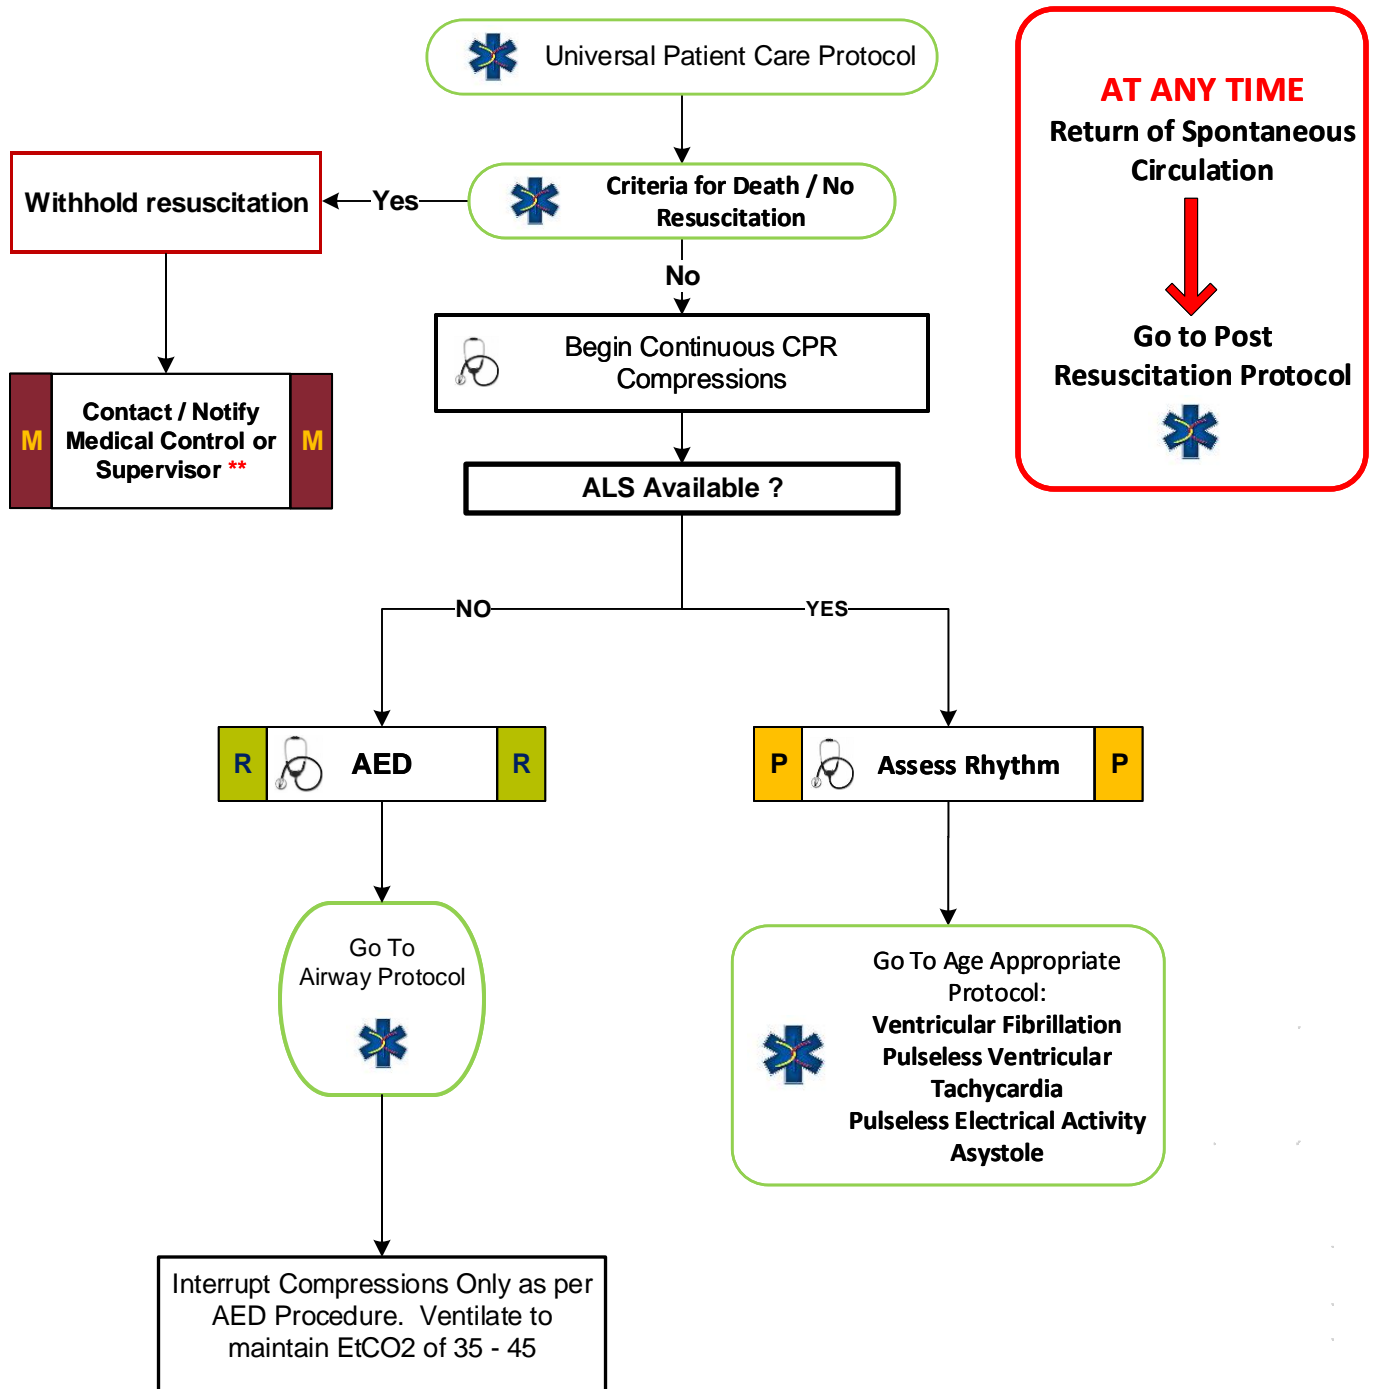 Universal Patient Care Protocol
AT ANY TIME
Return of Spontaneous
Circulation
Go to Post
Resuscitation Protocol
Criteria for Death / No
Resuscitation
Yes
Withhold resuscitation
No
M
Contact / Notify
Medical Control or
Supervisor **
M
Begin Continuous CPR
Compressions
ALS Available ?
NO
YES
R
AED
R
P
Assess Rhythm
P
Go To
Airway Protocol
Go To Age Appropriate
Protocol:
Ventricular Fibrillation
Pulseless Ventricular
Tachycardia
Pulseless Electrical Activity
Asystole
Interrupt Compressions Only as per
AED Procedure.  Ventilate to
maintain EtCO2 of 35 - 45